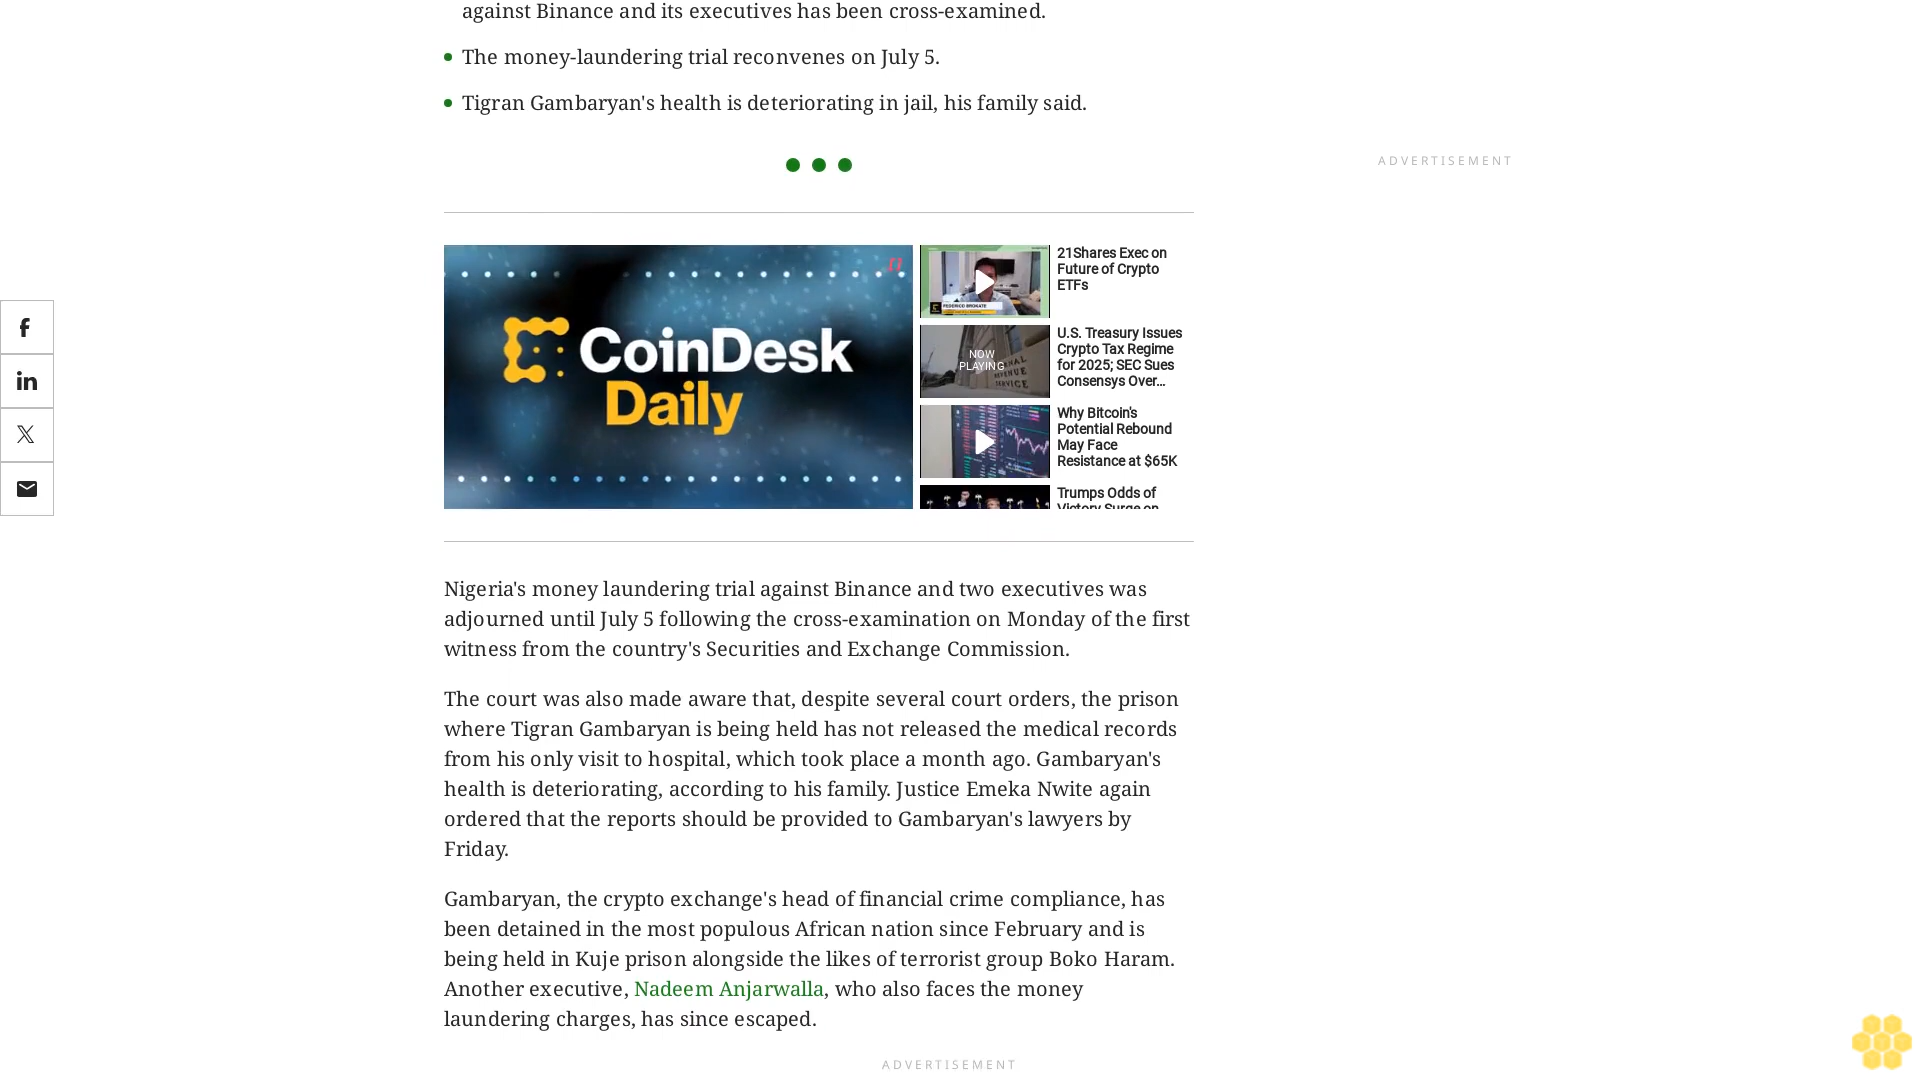 against Binance and its executives has been cross-examined.
The money-laundering trial reconvenes on July 5.
Tigran Gambaryan's health is deteriorating in jail, his family said.
ADVERTISEMENT
CoinDesk
Daily
FEDERICO BROKATE
21Shares Exec on
Future of Crypto
ETFs
NOW
PLAYING
U.S. Treasury Issues
Crypto Tax Regime
for 2025; SEC Sues
Consensys Over...
Why Bitcoin's
Potential Rebound
May Face
Resistance at $65K
Trumps Odds of
Victory Surge on
Nigeria's money laundering trial against Binance and two executives was
adjourned until July 5 following the cross-examination on Monday of the first
witness from the country's Securities and Exchange Commission.
The court was also made aware that, despite several court orders, the prison
where Tigran Gambaryan is being held has not released the medical records
from his only visit to hospital, which took place a month ago. Gambaryan's
health is deteriorating, according to his family. Justice Emeka Nwite again
ordered that the reports should be provided to Gambaryan's lawyers by
Friday.
Gambaryan, the crypto exchange's head of financial crime compliance, has
been detained in the most populous African nation since February and is
being held in Kuje prison alongside the likes of terrorist group Boko Haram.
Another executive, Nadeem Anjarwalla, who also faces the money
laundering charges, has since escaped.
ADVERTISEMENT